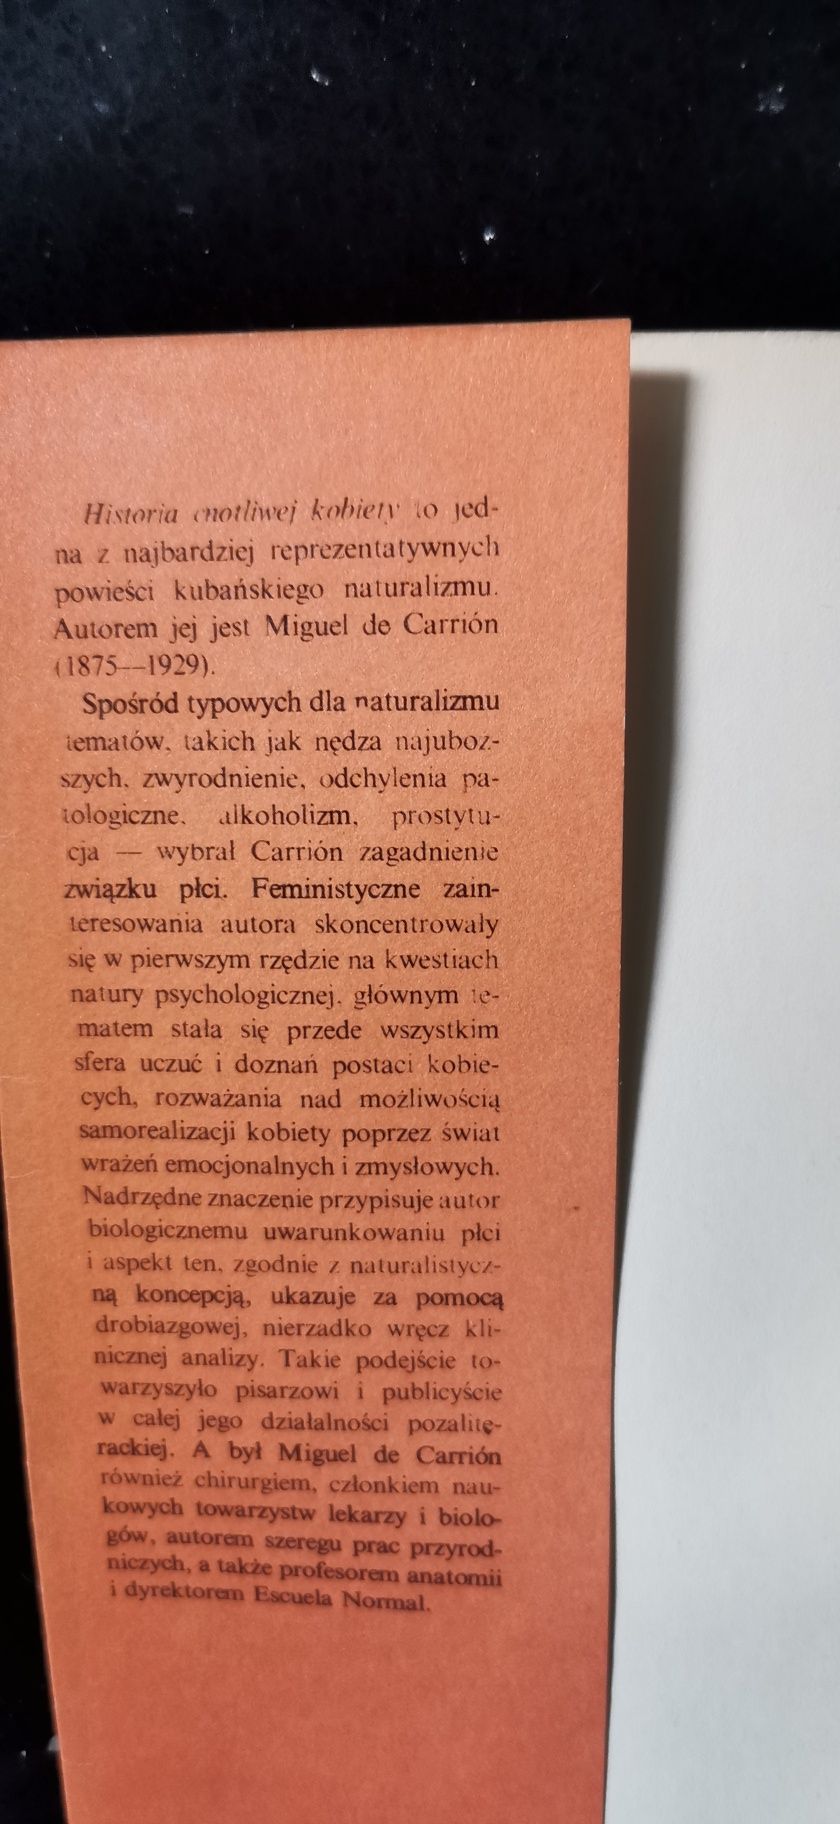 Historia cnotliwej kobiety to jed-
na z najbardziej reprezentatywnych
powieści kubańskiego naturalizmu.
Autorem jej jest Miguel de Carrión
(1875—1929).
Spośród typowych dla naturalizmu
tematów, takich jak nędza najuboż-
szych, zwyrodnienie, odchylenia pa-
tologiczne, alkoholizm, prostytu-
cja — wybrał Carrión zagadnienie
związku płci. Feministyczne zain-
teresowania autora skoncentrowały
się w pierwszym rzędzie na kwestiach
natury psychologicznej, głównym te-
matem stała się przede wszystkim
sfera uczuć i doznań postaci kobie-
cych, rozważania nad możliwością
samorealizacji kobiety poprzez świat
wrażeń emocjonalnych i zmysłowych.
Nadrzędne znaczenie przypisuje autor
biologicznemu uwarunkowaniu płci
i aspekt ten, zgodnie z naturalistycz-
ną koncepcją, ukazuje za pomocą
drobiazgowej, nierzadko wręcz kli-
nicznej analizy. Takie podejście to-
warzyszyło pisarzowi i publicyście
w całej jego działalności pozalite-
rackiej. A był Miguel de Carrión
również chirurgiem, członkiem nau-
kowych towarzystw lekarzy i biolo-
gów, autorem szeregu prac przyrod-
niczych, a także profesorem anatomii
i dyrektorem Escuela Normal.